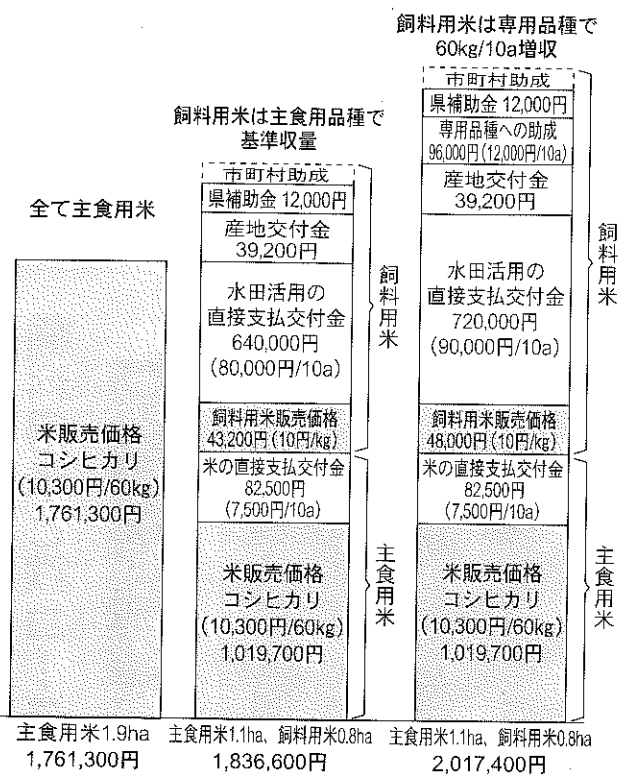 全て主食用米
米販売価格
コシヒカリ
(10,300円/60kg)
1,761,300円
主食用米1.9ha
1,761,300円
飼料用米は主食用品種で
基準収量
市町村助成
県補助金 12,000円
産地交付金
39,200円
水田活用の
直接支払交付金
640,000円
(80,000円/10a)
飼料用米販売価格
43,200円(10円/kg)
米の直接支払交付金
82,500円
(7,500円/10a)
米販売価格
コシヒカリ
(10,300円/60kg)
1,019,700円
飼料用米
主食用米
主食用米1.1ha、飼料用米0.8ha
1,836,600円
飼料用米は専用品種で
60kg/10a増収
市町村助成
県補助金 12,000円
専用品種への助成
96,000円(12,000円/10a)
産地交付金
39,200円
水田活用の
直接支払交付金
720,000円
(90,000円/10a)
飼料用米販売価格
48,000円(10円/kg)
米の直接支払交付金
82,500円
(7,500円/10a)
米販売価格
コシヒカリ
(10,300円/60kg)
1,019,700円
飼料用米
主食用米
主食用米1.1ha、飼料用米0.8ha
2,017,400円